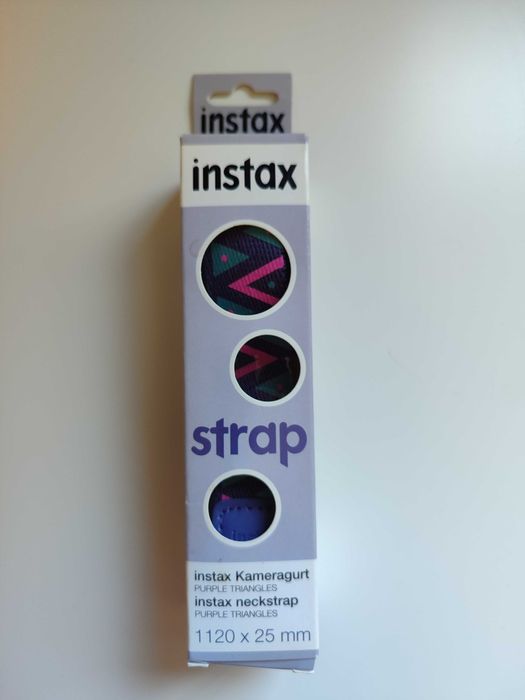 instax
instax
strap
instax Kameragurt
PURPLE TRIANGLES
instax neckstrap
PURPLE TRIANGLES
1120 x 25 mm